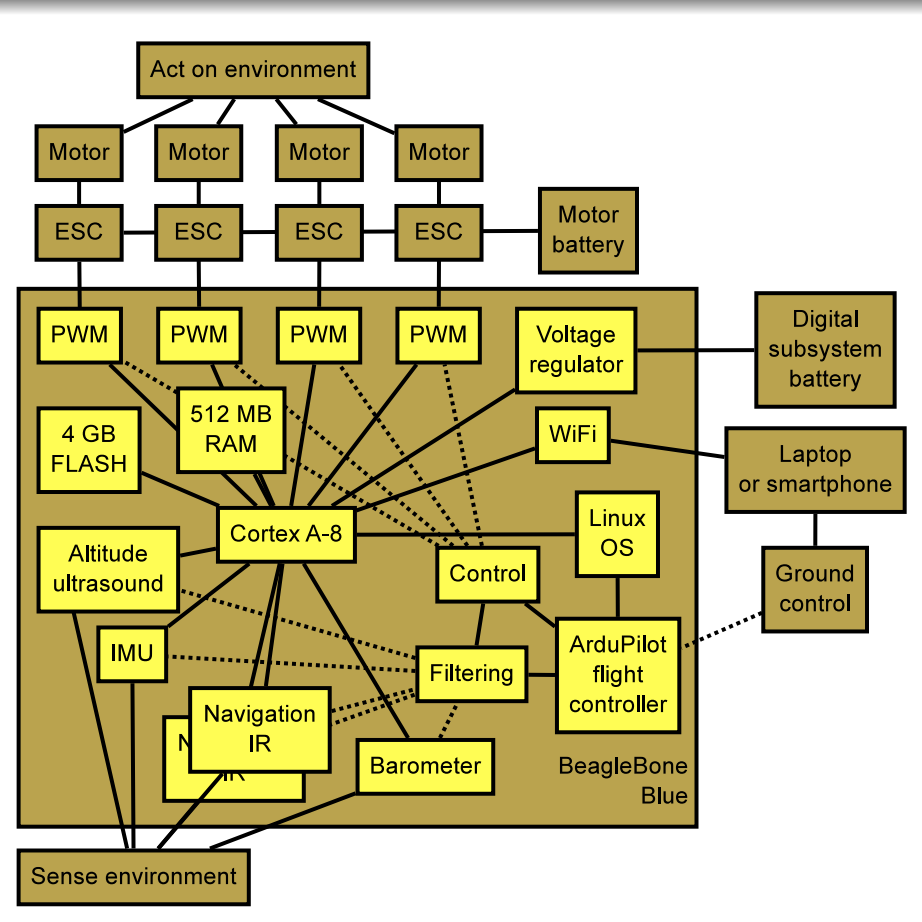 Act on environment
Motor
Motor
Motor
Motor
ESC
ESC
ESC
ESC
Motor
battery
PWM
PWM
PWM
PWM
Voltage
regulator
Digital
subsystem
battery
4 GB
FLASH
512 MB
RAM
WiFi
Laptop
or smartphone
Cortex A-8
Linux
OS
Altitude
ultrasound
Control
Ground
control
IMU
Filtering
ArduPilot
flight
controller
Navigation
IR
N
IR
Barometer
BeagleBone
Blue
Sense environment